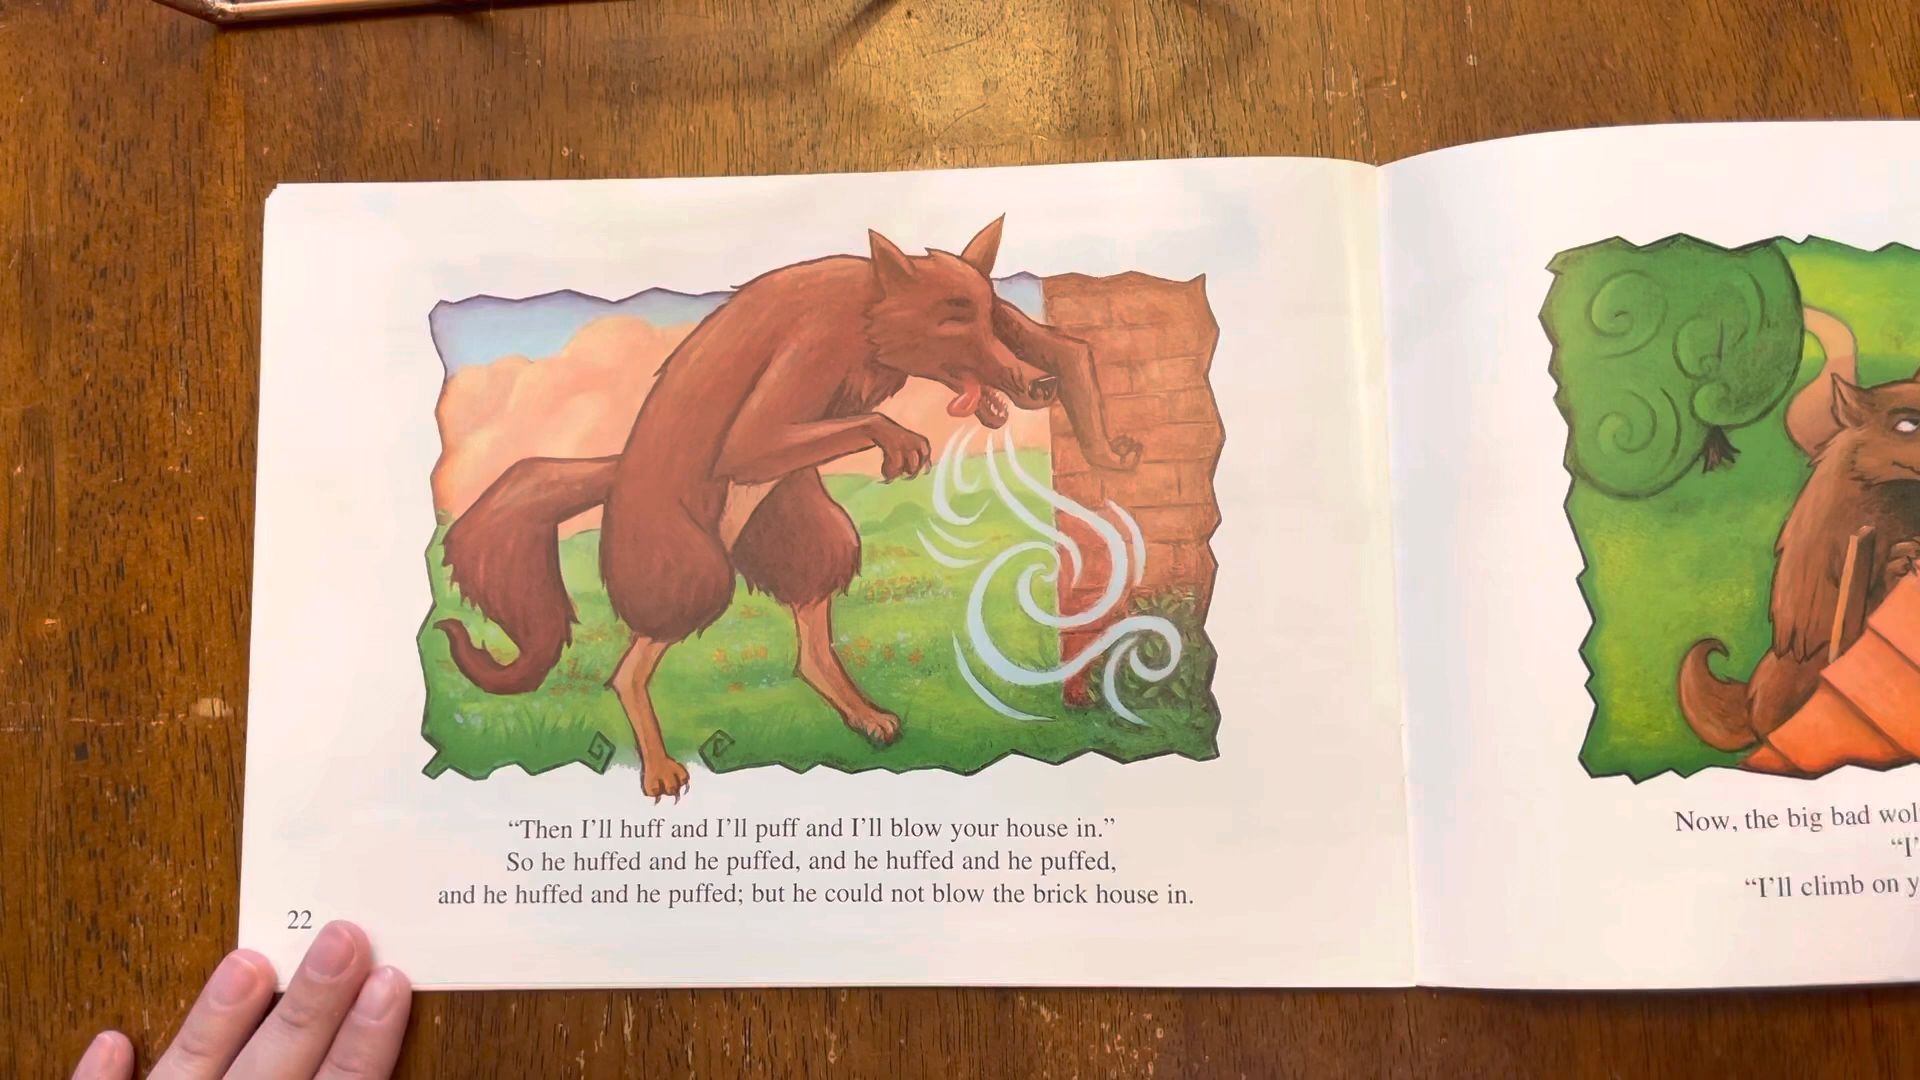 “Then I’ll huff and I’ll puff and I’ll blow your house in.”
So he huffed and he puffed, and he huffed and he puffed,
and he huffed and he puffed; but he could not blow the brick house in.
22
Now, the big bad
“I’
“I’ll climb on